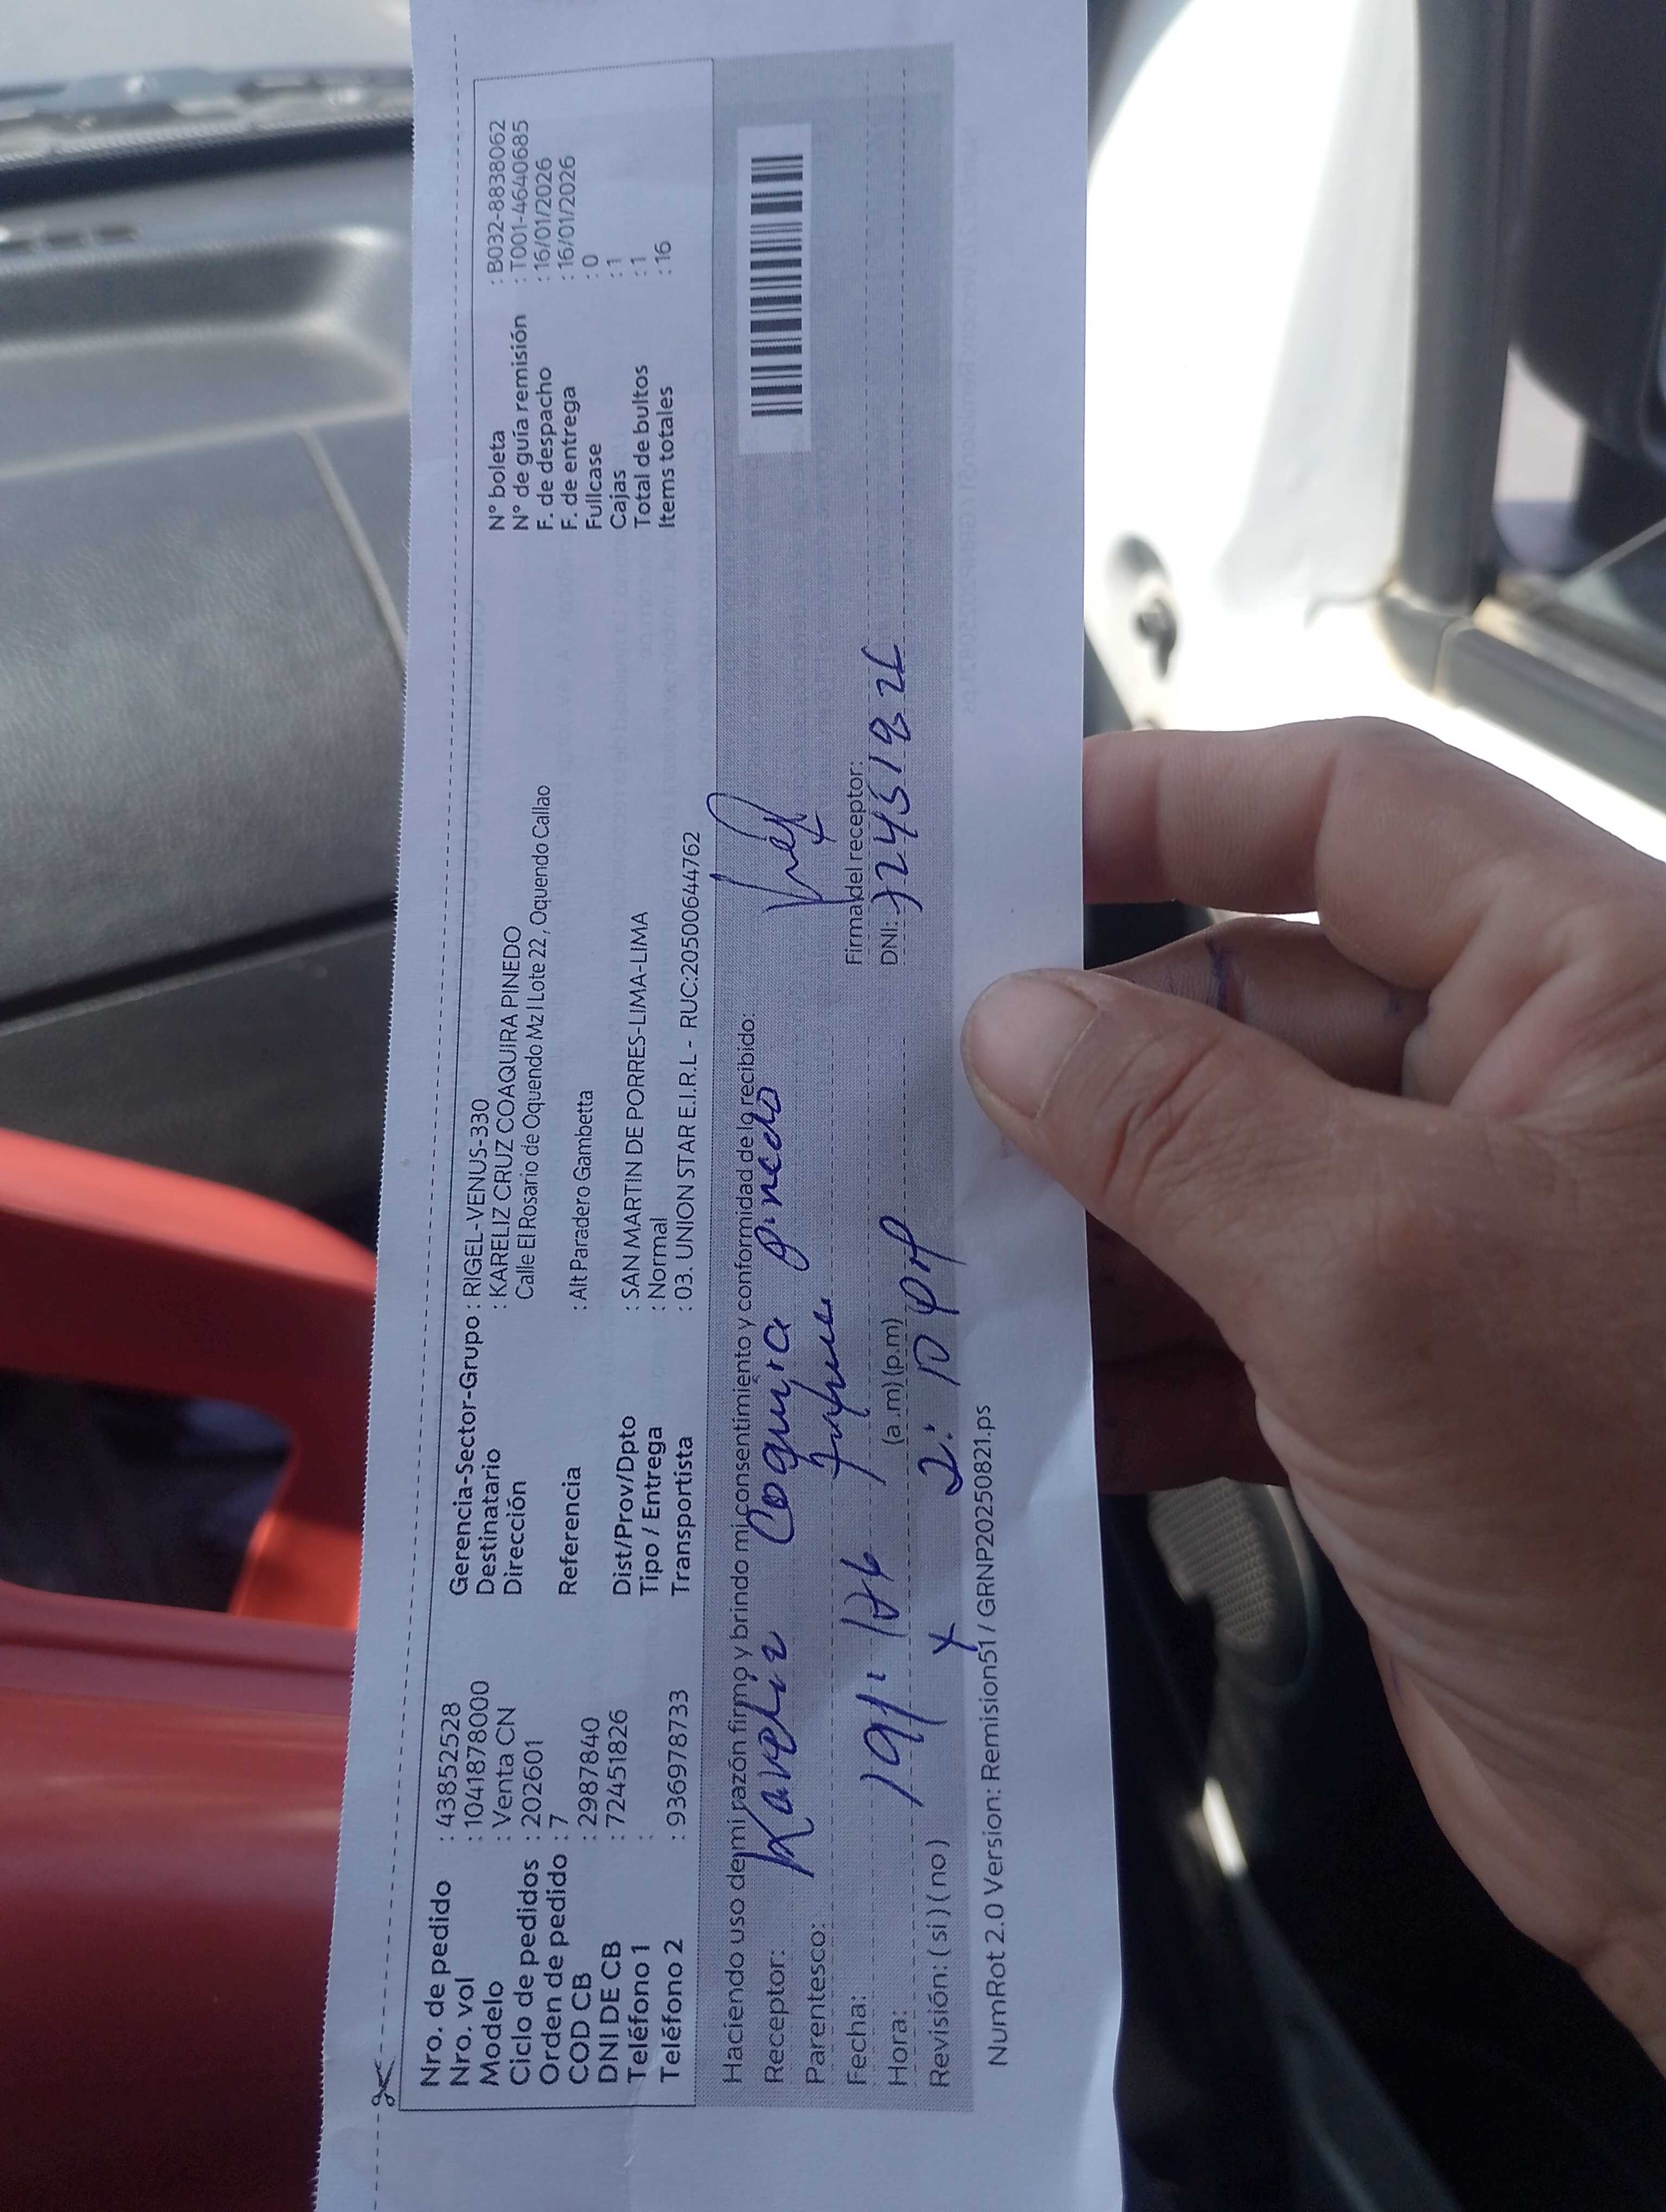 Nro. de pedido : 43852528
Nro. vol : 1041878000
Modelo : Venta CN
Ciclo de pedidos : 202601
Orden de pedido : 7
COD CB : 2987840
DNI DE CB : 72451826
Teléfono 1 :
Teléfono 2 : 936978733
Gerencia-Sector-Grupo : RIGEL-VENUS-330
Destinatario : KARELIZ CRUZ COAQUIRA PINEDO
Dirección Calle El Rosario de Oquendo Mz I Lote 22, Oquendo Callao
Referencia : Alt Paradero Gambetta
Dist/Prov/Dpto : SAN MARTIN DE PORRES-LIMA-LIMA
Tipo / Entrega : Normal
Transportista : 03. UNION STAR E.I.R.L - RUC:20500644762
N° boleta : B032-8838062
N° de guía remisión : T001-4640685
F. de despacho : 16/01/2026
F. de entrega : 16/01/2026
Fullcase : 0
Cajas : 1
Total de bultos : 1
Items totales : 16
Haciendo uso de mi razón firmo y brindo mi consentimiento y conformidad de lo recibido:
Receptor: Kareliz Coquira pinedo
Parentesco:
Fecha:
Hora: (a.m) (p.m)
Revisión: ( si ) ( no ) 2:10 pm
Firma del receptor:
DNI: 72451826
NumRot 2.0 Version: Remision51 / GRNP20250821.ps